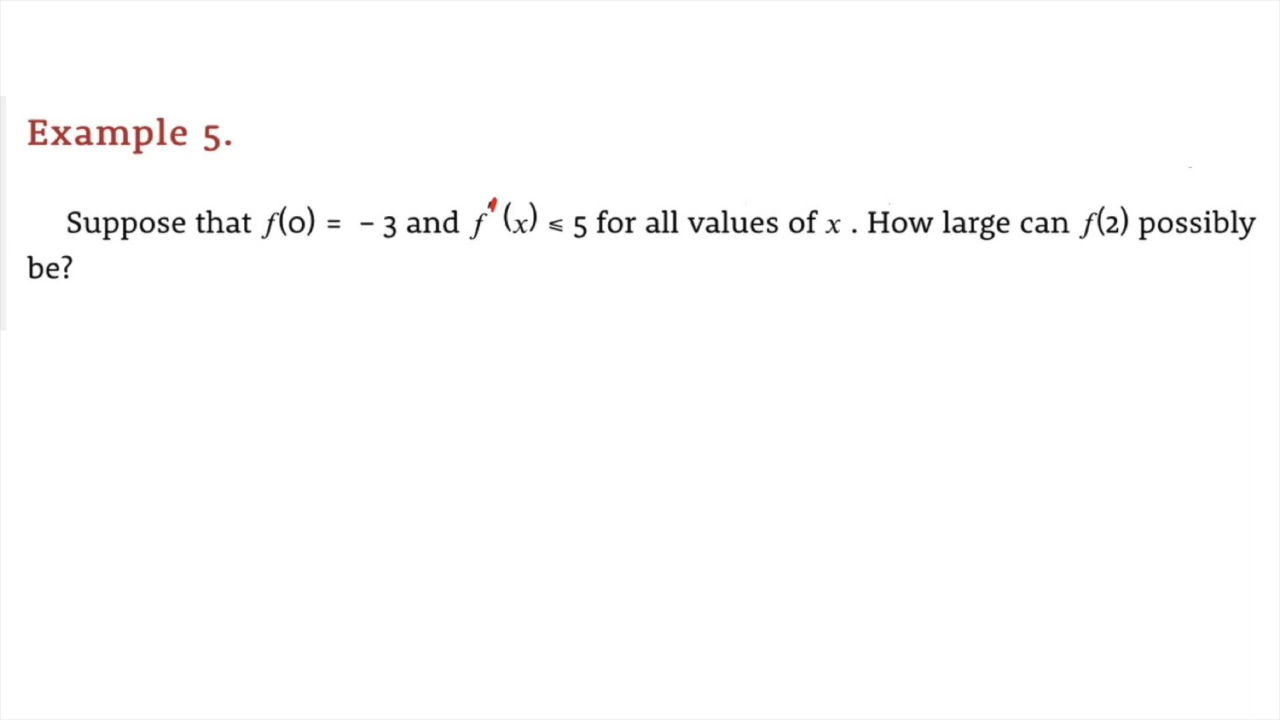 Example 5.
Suppose that f(0) = − 3 and f'(x) ⩽ 5 for all values of x . How large can f(2) possibly
be?